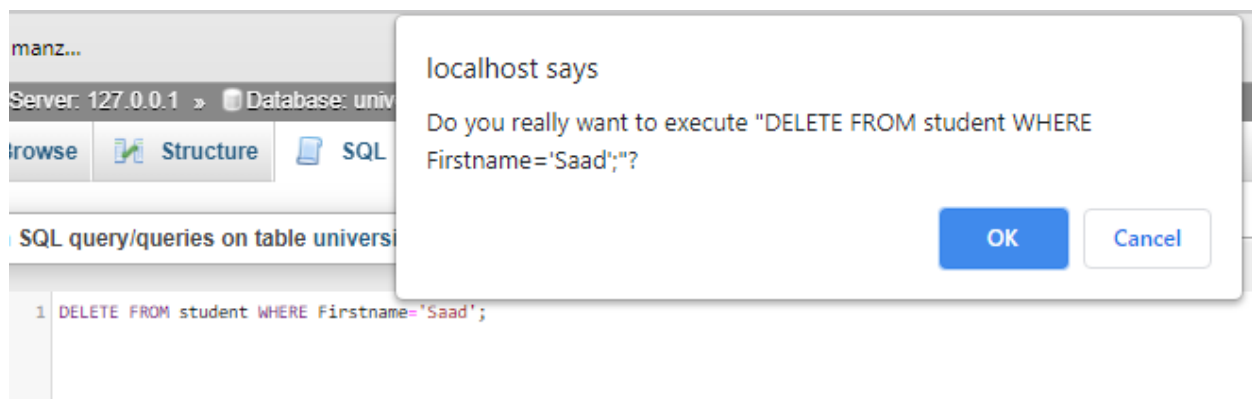 manz...
localhost says
Server: 127.0.0.1 » Database: univ
Do you really want to execute "DELETE FROM student WHERE
Firstname='Saad';"?
rowse Structure SQL
OK Cancel
SQL query/queries on table universi
1 DELETE FROM student WHERE Firstname='Saad';